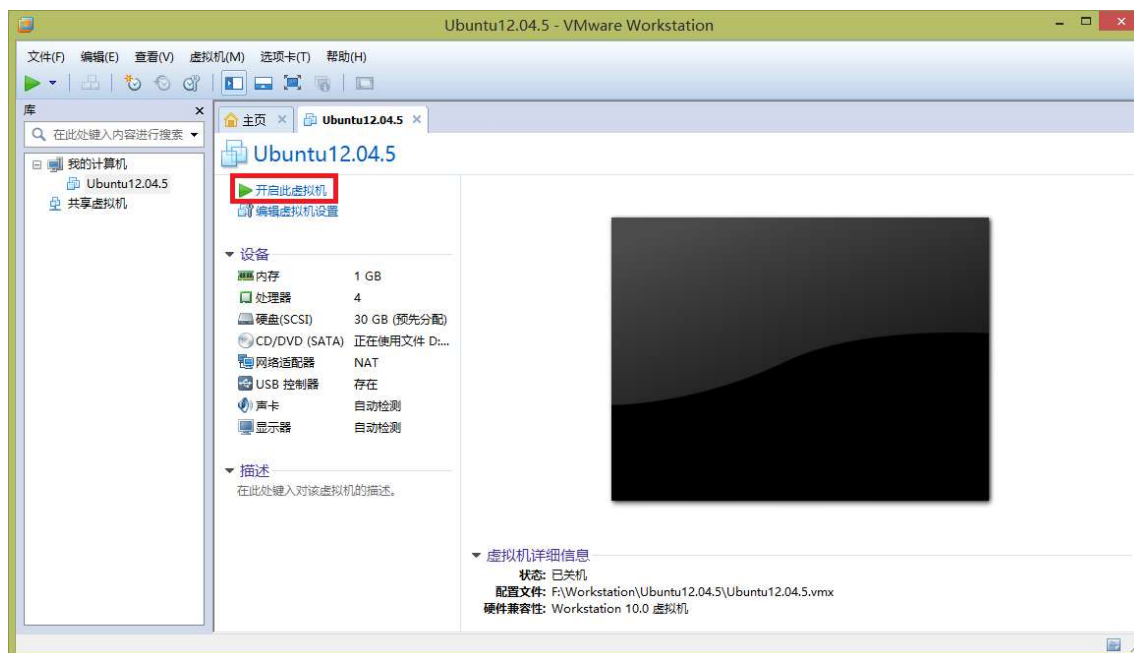 Ubuntu12.04.5 - VMware Workstation
文件(F) 编辑(E) 查看(V) 虚拟机(M) 选项卡(T) 帮助(H)
库
在此处键入内容进行搜索
我的计算机
Ubuntu12.04.5
共享虚拟机
主页 Ubuntu12.04.5
Ubuntu12.04.5
开启此虚拟机
编辑虚拟机设置
设备
内存 1 GB
处理器 4
硬盘(SCSI) 30 GB (预先分配)
CD/DVD (SATA) 正在使用文件 D:...
网络适配器 NAT
USB 控制器 存在
声卡 自动检测
显示器 自动检测
描述
在此处键入对该虚拟机的描述。
虚拟机详细信息
状态: 已关机
配置文件: F:\Workstation\Ubuntu12.04.5\Ubuntu12.04.5.vmx
硬件兼容性: Workstation 10.0 虚拟机